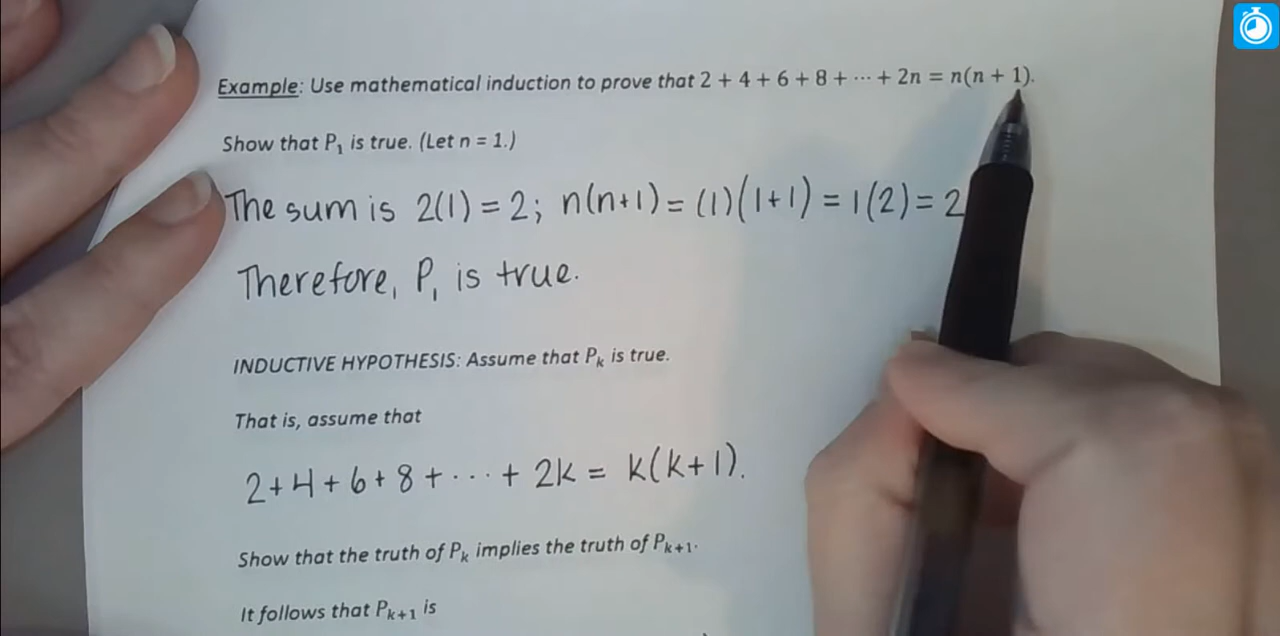 Example: Use mathematical induction to prove that 2 + 4 + 6 + 8 + ⋯ + 2n = n(n + 1).
Show that P₁ is true. (Let n = 1.)
The sum is 2(1) = 2; n(n+1) = (1)(1+1) = 1(2) = 2
Therefore, P₁ is true.
INDUCTIVE HYPOTHESIS: Assume that Pₖ is true.
That is, assume that
2+4+6+8+⋯+ 2k = k(k+1).
Show that the truth of Pₖ implies the truth of Pₖ₊₁.
It follows that Pₖ₊₁ is